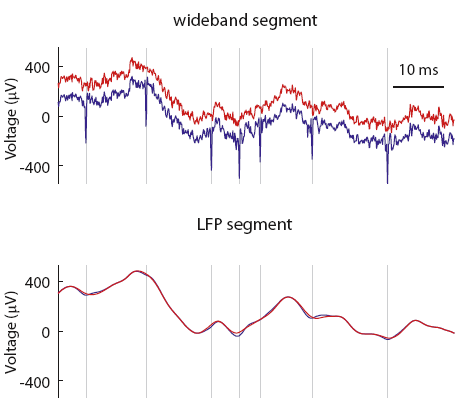 wideband segment
400
10 ms
0
-400
Voltage (µV)
LFP segment
400
0
-400
Voltage (µV)